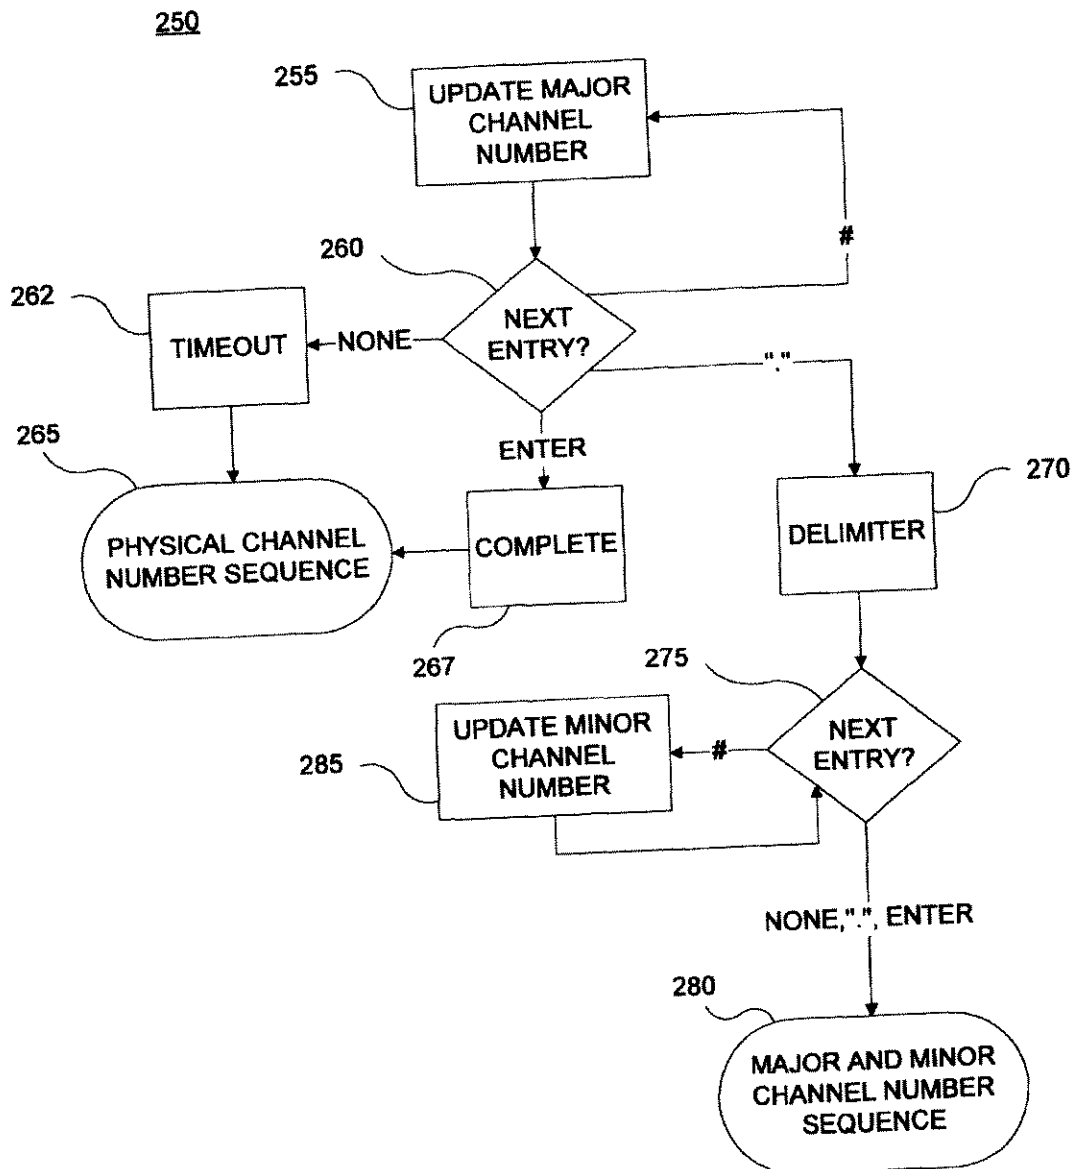 250
255
UPDATE MAJOR
CHANNEL
NUMBER
#
260
NEXT
ENTRY?
262
TIMEOUT
NONE
"."
ENTER
265
PHYSICAL CHANNEL
NUMBER SEQUENCE
COMPLETE
267
270
DELIMITER
275
NEXT
ENTRY?
#
UPDATE MINOR
CHANNEL
NUMBER
285
NONE,".", ENTER
280
MAJOR AND MINOR
CHANNEL NUMBER
SEQUENCE